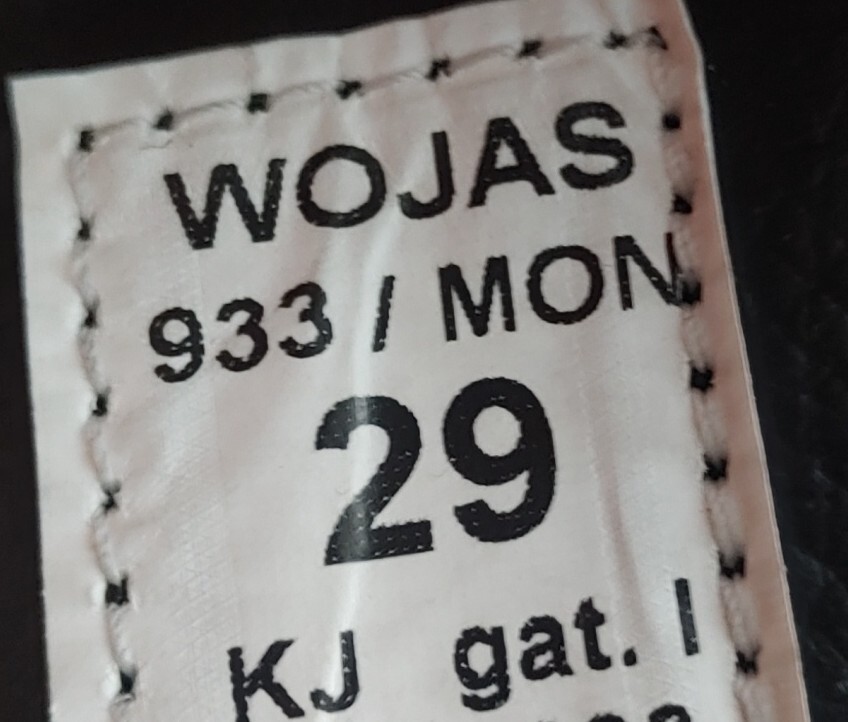 WOJAS
933 / MON
29
KJ gat. I